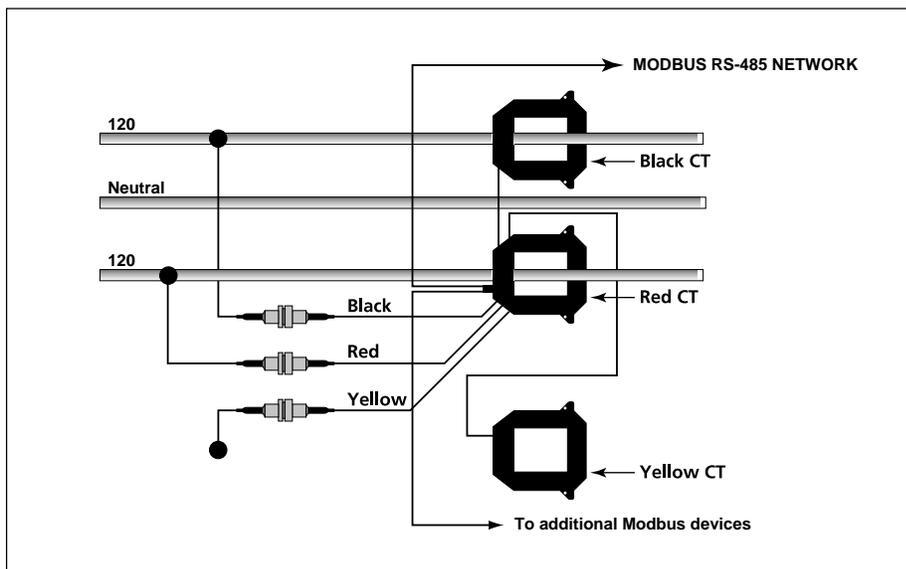 MODBUS RS-485 NETWORK
120
Black CT
Neutral
120
Red CT
Black
Red
Yellow
Yellow CT
To additional Modbus devices